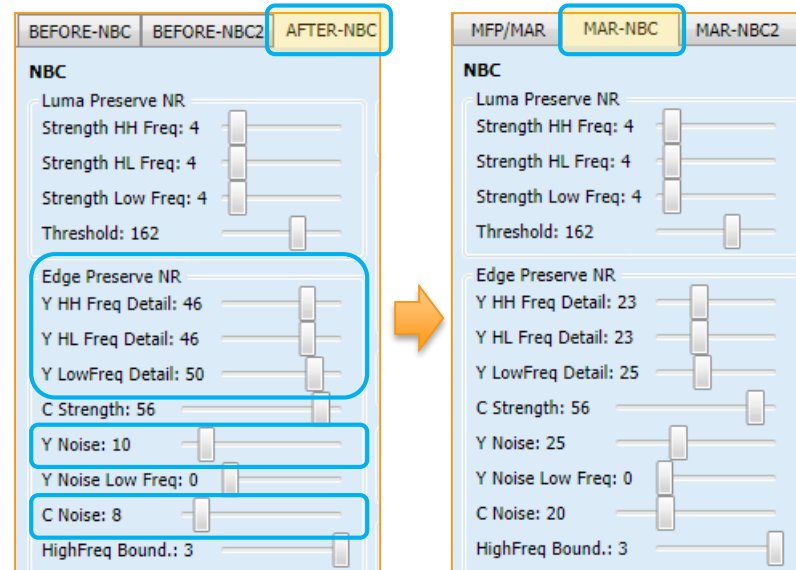 BEFORE-NBC BEFORE-NBC2 AFTER-NBC
NBC
Luma Preserve NR
Strength HH Freq: 4
Strength HL Freq: 4
Strength Low Freq: 4
Threshold: 162
Edge Preserve NR
Y HH Freq Detail: 46
Y HL Freq Detail: 46
Y LowFreq Detail: 50
C Strength: 56
Y Noise: 10
Y Noise Low Freq: 0
C Noise: 8
HighFreq Bound.: 3
MFP/MAR MAR-NBC MAR-NBC2
NBC
Luma Preserve NR
Strength HH Freq: 4
Strength HL Freq: 4
Strength Low Freq: 4
Threshold: 162
Edge Preserve NR
Y HH Freq Detail: 23
Y HL Freq Detail: 23
Y LowFreq Detail: 25
C Strength: 56
Y Noise: 25
Y Noise Low Freq: 0
C Noise: 20
HighFreq Bound.: 3